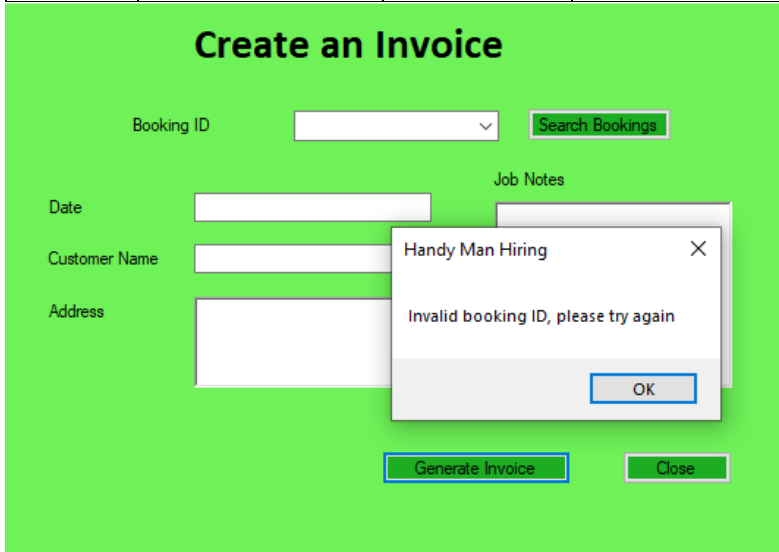 Create an Invoice
Booking ID
Search Bookings
Job Notes
Date
Customer Name
Address
Handy Man Hiring
Invalid booking ID, please try again
OK
Generate Invoice
Close